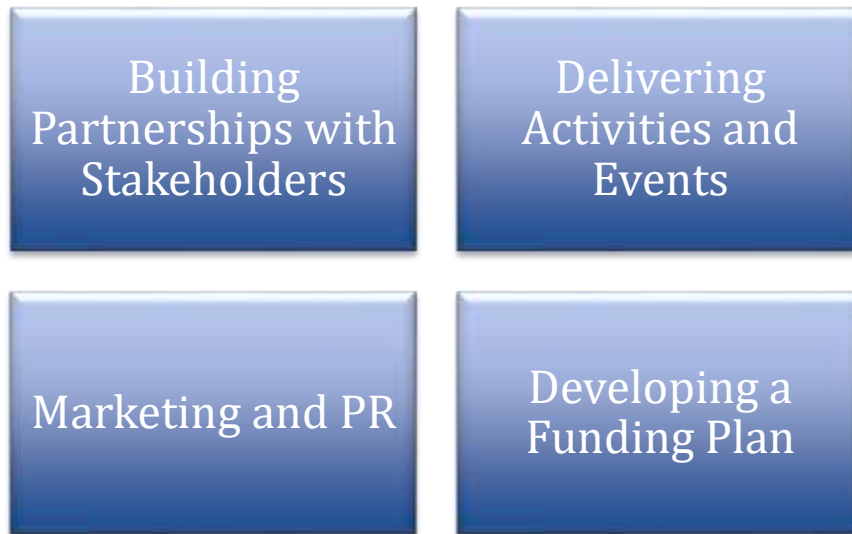 Building
Partnerships with
Stakeholders
Delivering
Activities and
Events
Marketing and PR
Developing a
Funding Plan